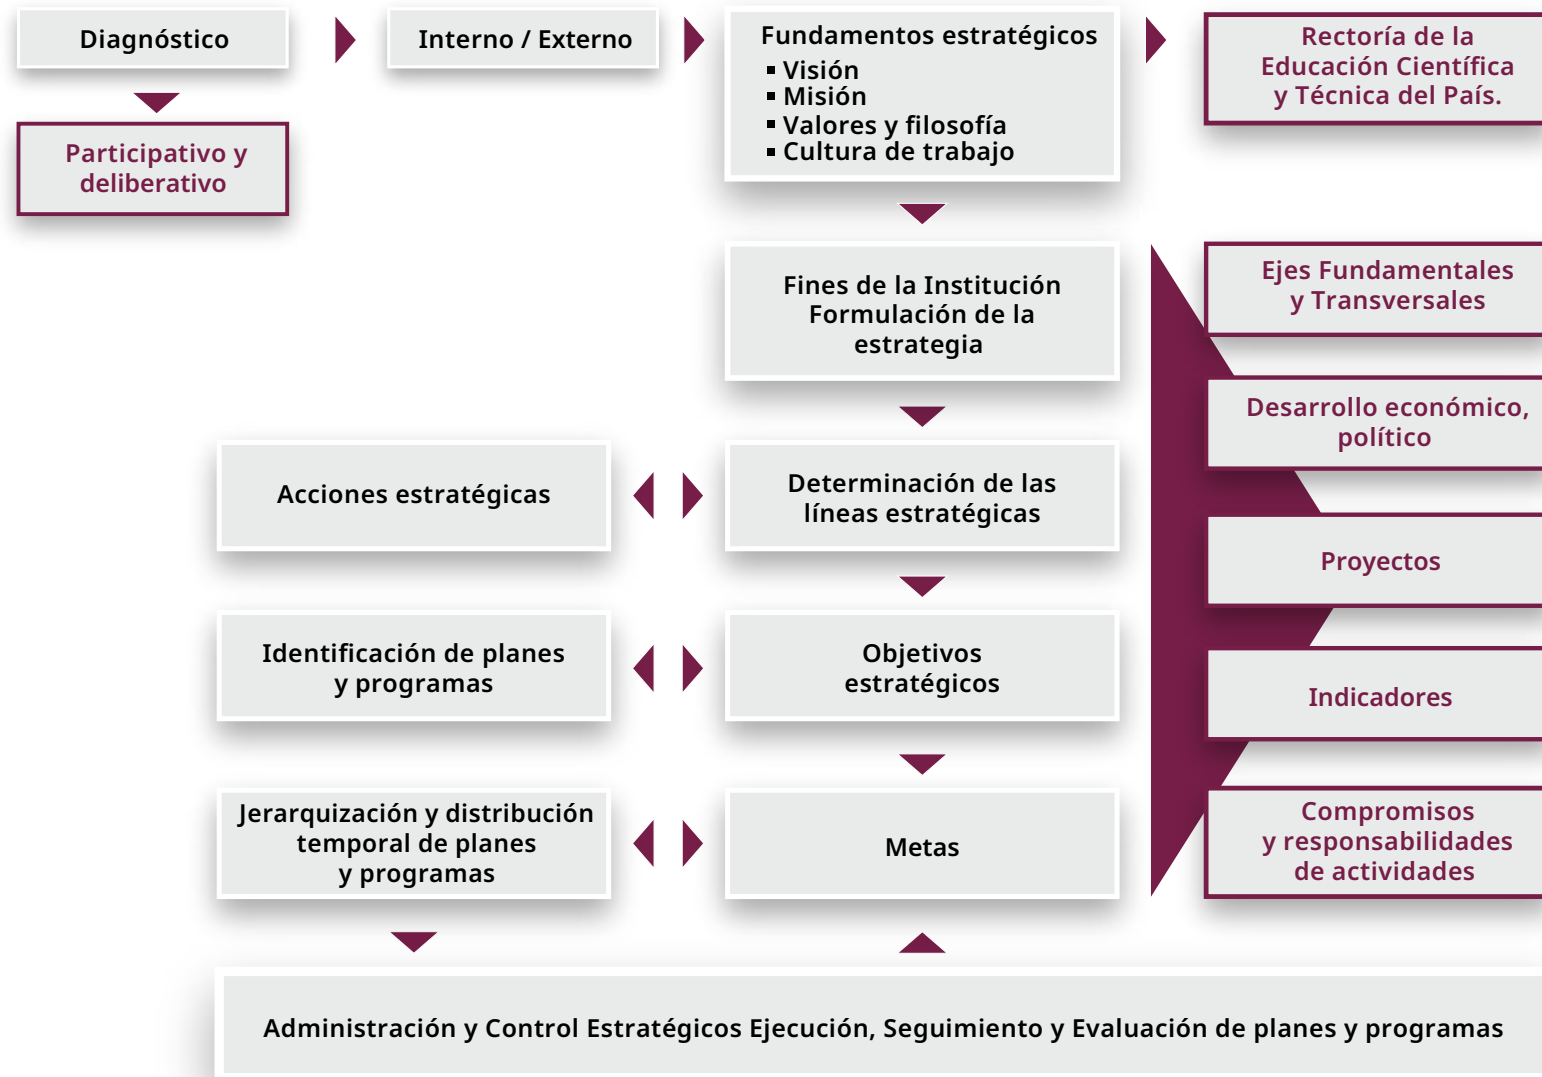 Diagnóstico
Interno / Externo
Fundamentos estratégicos
▪ Visión
▪ Misión
▪ Valores y filosofía
▪ Cultura de trabajo
Rectoría de la
Educación Científica
y Técnica del País.
Participativo y
deliberativo
Fines de la Institución
Formulación de la
estrategia
Ejes Fundamentales
y Transversales
Desarrollo económico,
político
Acciones estratégicas
Determinación de las
líneas estratégicas
Proyectos
Identificación de planes
y programas
Objetivos
estratégicos
Indicadores
Jerarquización y distribución
temporal de planes
y programas
Metas
Compromisos
y responsabilidades
de actividades
Administración y Control Estratégicos Ejecución, Seguimiento y Evaluación de planes y programas